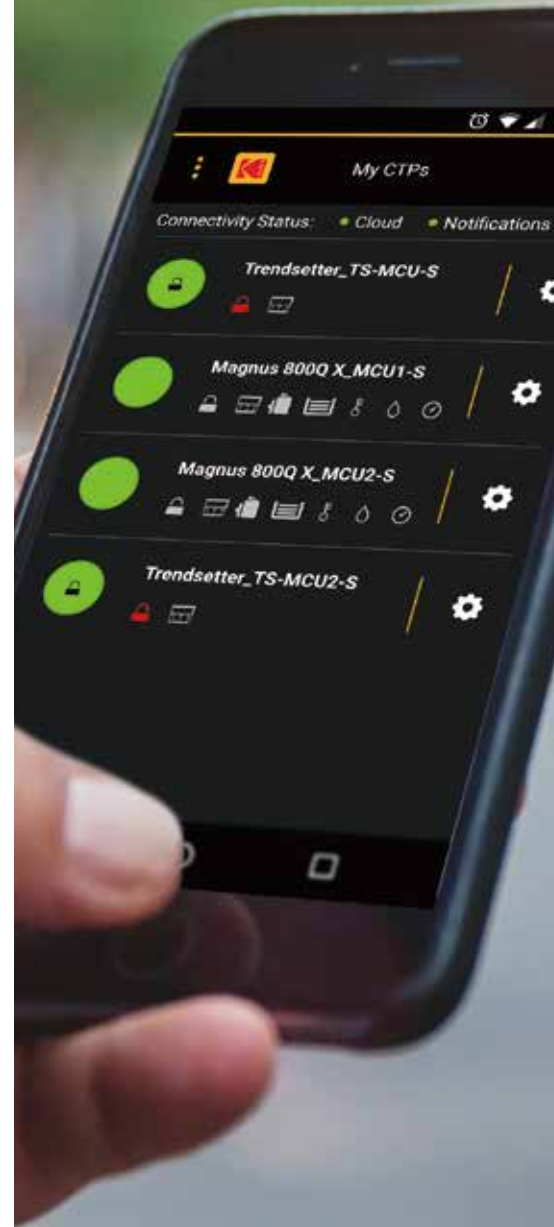 My CTPs
Connectivity Status: Cloud Notifications
Trendsetter_TS-MCU-S
Magnus 800Q X_MCU1-S
Magnus 800Q X_MCU2-S
Trendsetter_TS-MCU2-S